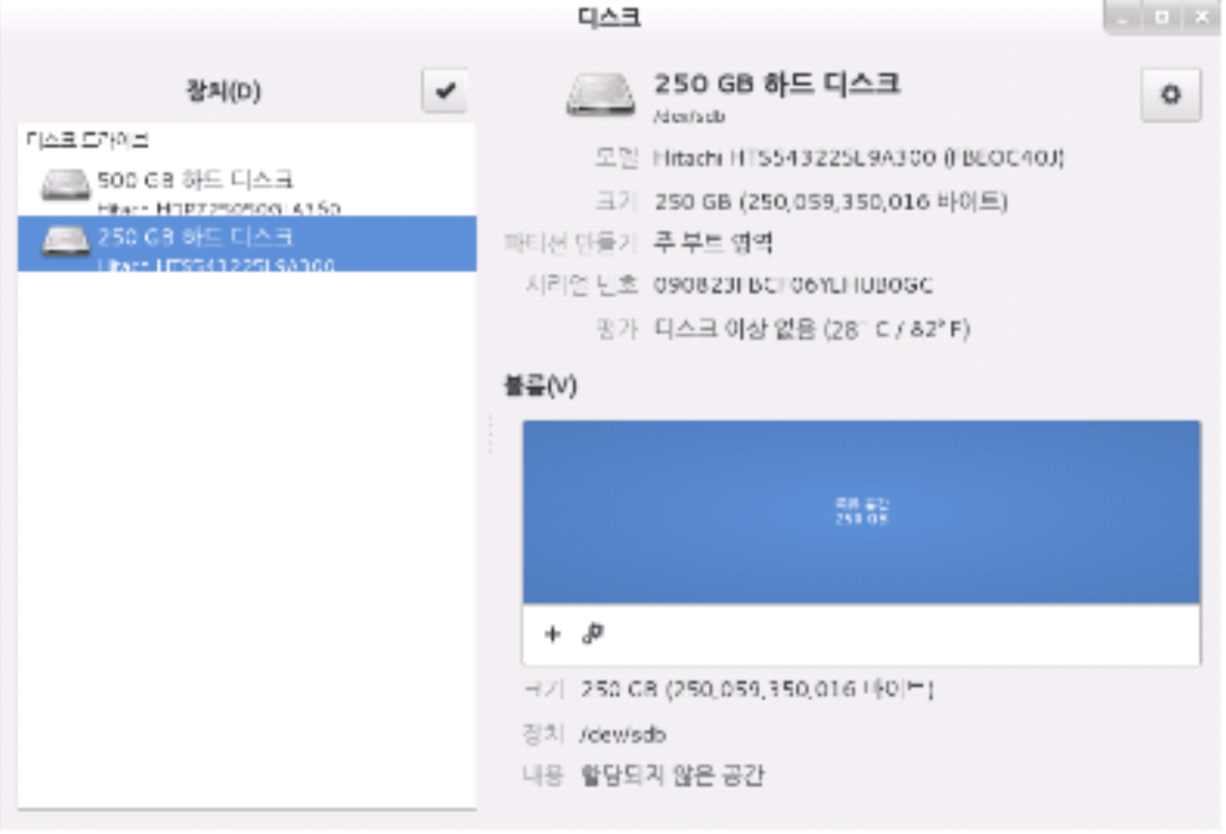 디스크
장치(D)
디스크 드라이브
500 GB 하드 디스크
Hitachi
250 GB 하드 디스크
Hitachi HTS543225L9A300
250 GB 하드 디스크
/dev/sdb
모델 Hitachi HTS543225L9A300 (FBEOC40J)
크기 250 GB (250,059,350,016 바이트)
파티션 만들기 주 부트 영역
시리얼 번호
평가 디스크 이상 없음 (28° C / 82° F)
볼륨(V)
여유 공간
250 GB
크기 250 GB (250,059,350,016 바이트)
장치 /dev/sdb
내용 할당되지 않은 공간